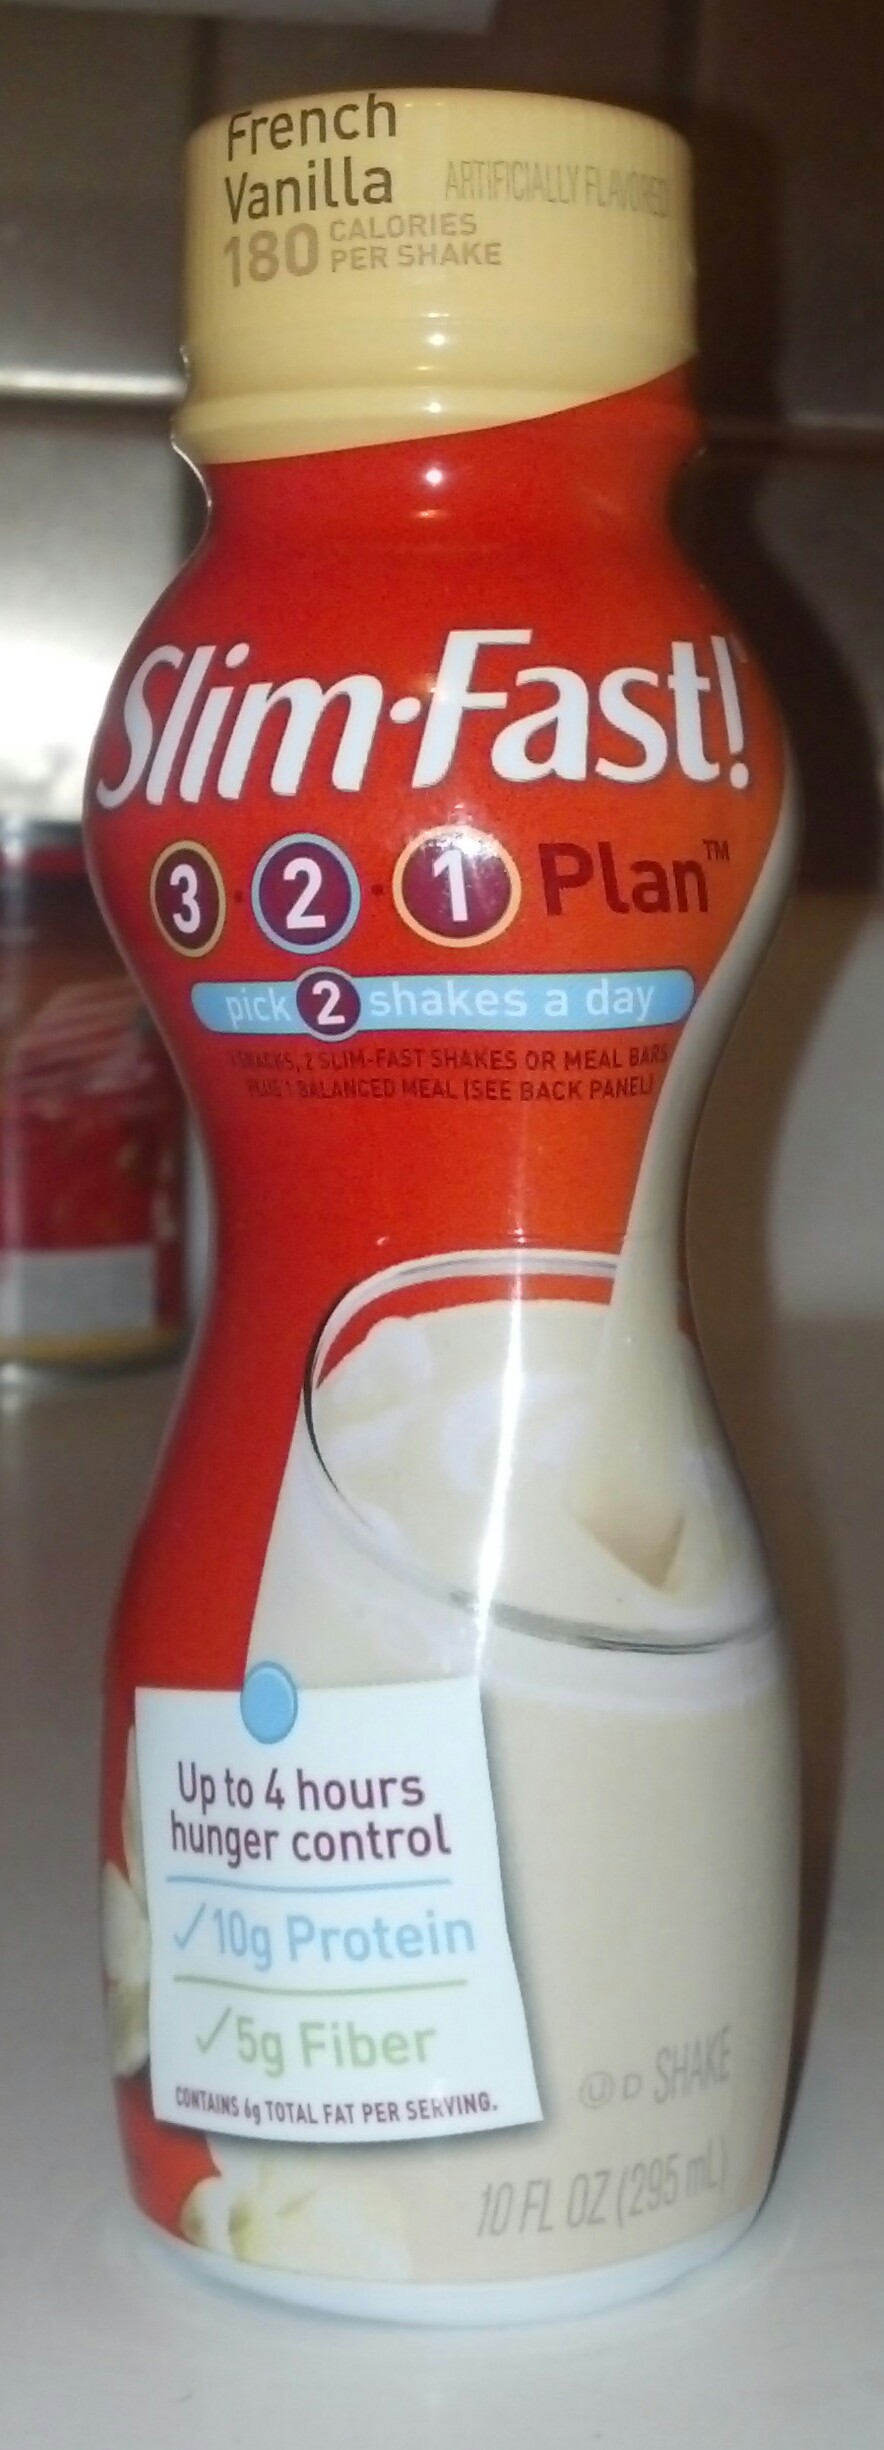 French
Vanilla
ARTIFICIALLY FLAVORED
180 CALORIES
PER SHAKE
Slim·Fast!
3·2·1 Plan™
pick 2 shakes a day
SNACKS, 2 SLIM-FAST SHAKES OR MEAL BARS
PLUS 1 BALANCED MEAL (SEE BACK PANEL)
Up to 4 hours
hunger control
✓10g Protein
✓5g Fiber
CONTAINS 6g TOTAL FAT PER SERVING.
Ⓤ D SHAKE
10 FL OZ (295 mL)